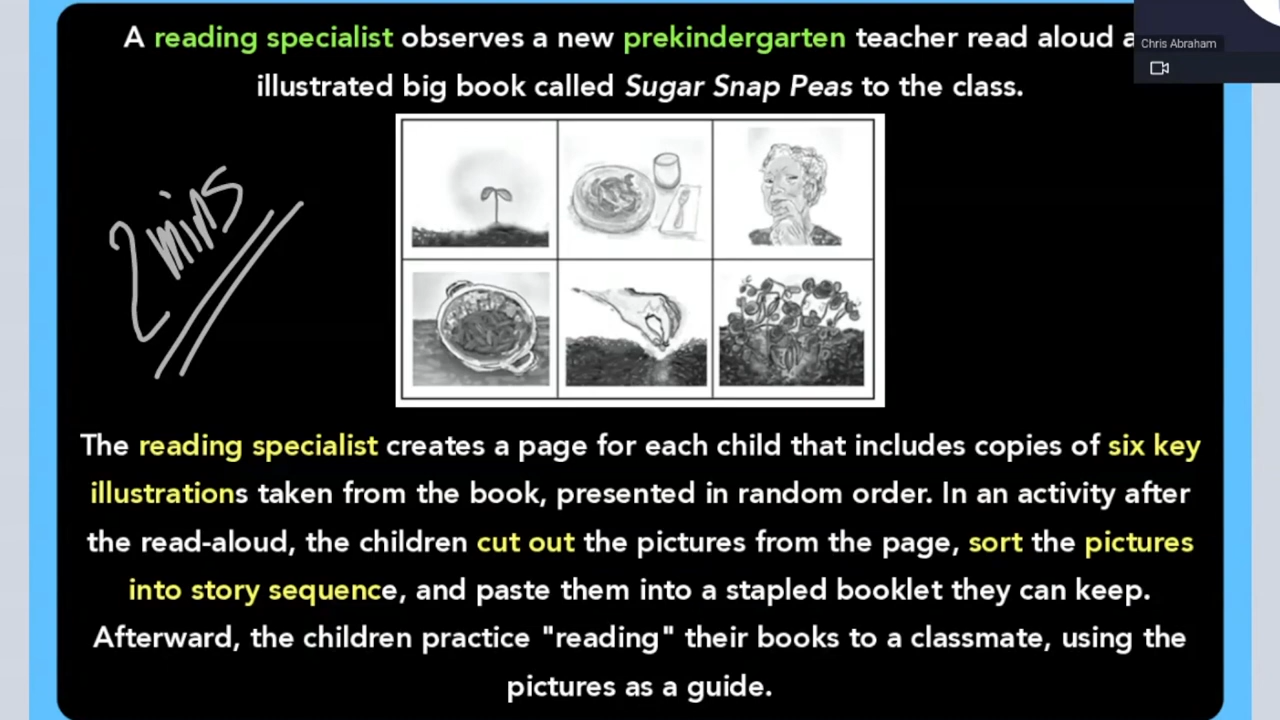 A reading specialist observes a new prekindergarten teacher read aloud a
illustrated big book called Sugar Snap Peas to the class.
Chris Abraham
2 mins
The reading specialist creates a page for each child that includes copies of six key
illustrations taken from the book, presented in random order. In an activity after
the read-aloud, the children cut out the pictures from the page, sort the pictures
into story sequence, and paste them into a stapled booklet they can keep.
Afterward, the children practice "reading" their books to a classmate, using the
pictures as a guide.